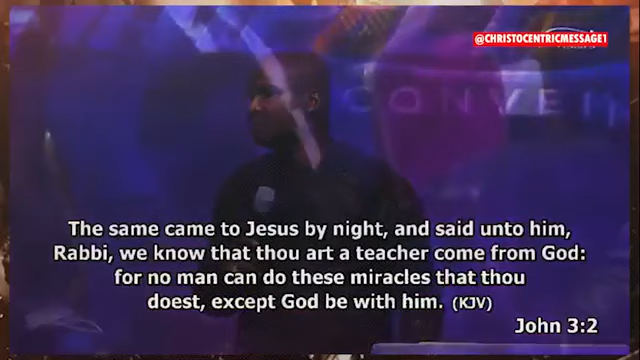 @CHRISTOCENTRICMESSAGE1
CONVE
The same came to Jesus by night, and said unto him,
Rabbi, we know that thou art a teacher come from God:
for no man can do these miracles that thou
doest, except God be with him. (KJV)
John 3:2